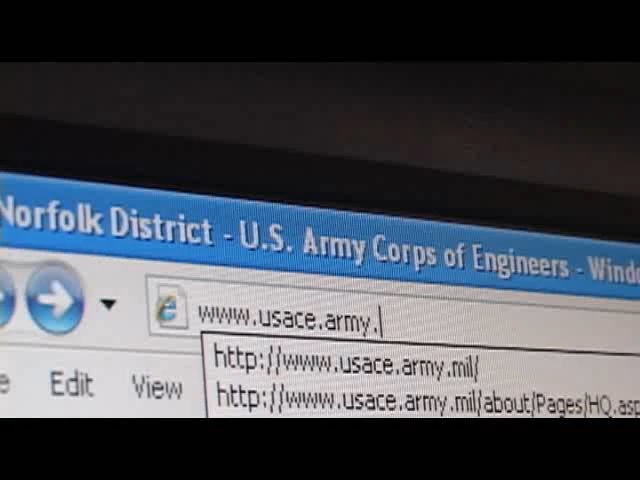 Norfolk District - U.S. Army Corps of Engineers - Wind
www.usace.army.
http://www.usace.army.mil/
Edit View
http://www.usace.army.mil/about/Pages/HQ.asp